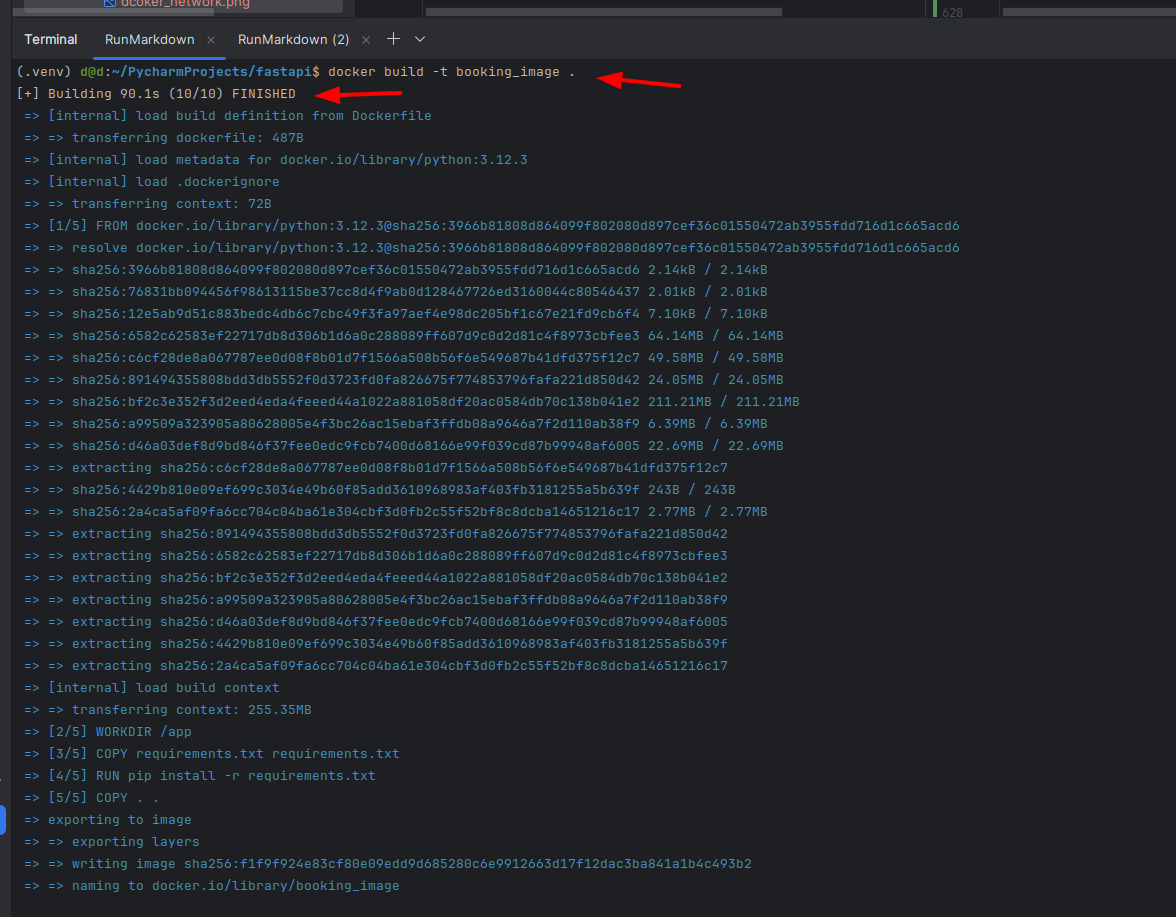 dcoker_network.png
628
Terminal RunMarkdown × RunMarkdown (2) × +
(.venv) d@d:~/PycharmProjects/fastapi$ docker build -t booking_image .
[+] Building 90.1s (10/10) FINISHED
=> [internal] load build definition from Dockerfile
=> => transferring dockerfile: 487B
=> [internal] load metadata for docker.io/library/python:3.12.3
=> [internal] load .dockerignore
=> => transferring context: 72B
=> [1/5] FROM docker.io/library/python:3.12.3@sha256:3966b81808d864099f802080d897cef36c01550472ab3955fdd716d1c665acd6
=> => resolve docker.io/library/python:3.12.3@sha256:3966b81808d864099f802080d897cef36c01550472ab3955fdd716d1c665acd6
=> => sha256:3966b81808d864099f802080d897cef36c01550472ab3955fdd716d1c665acd6 2.14kB / 2.14kB
=> => sha256:76831bb094456f98613115be37cc8d4f9ab0d128467726ed3160044c80546437 2.01kB / 2.01kB
=> => sha256:12e5ab9d51c883bedc4db6c7cbc49f3fa97aef4e98dc205bf1c67e21fd9cb6f4 7.10kB / 7.10kB
=> => sha256:6582c62583ef22717db8d306b1d6a0c288089ff607d9c0d2d81c4f8973cbfee3 64.14MB / 64.14MB
=> => sha256:c6cf28de8a067787ee0d08f8b01d7f1566a508b56f6e549687b41dfd375f12c7 49.58MB / 49.58MB
=> => sha256:891494355808bdd3db5552f0d3723fd0fa826675f774853796fafa221d850d42 24.05MB / 24.05MB
=> => sha256:bf2c3e352f3d2eed4eda4feeed44a1022a881058df20ac0584db70c138b041e2 211.21MB / 211.21MB
=> => sha256:a99509a323905a80628005e4f3bc26ac15ebaf3ffdb08a9646a7f2d110ab38f9 6.39MB / 6.39MB
=> => sha256:d46a03def8d9bd846f37fee0edc9fcb7400d68166e99f039cd87b99948af6005 22.69MB / 22.69MB
=> => extracting sha256:c6cf28de8a067787ee0d08f8b01d7f1566a508b56f6e549687b41dfd375f12c7
=> => sha256:4429b810e09ef699c3034e49b60f85add3610968983af403fb3181255a5b639f 243B / 243B
=> => sha256:2a4ca5af09fa6cc704c04ba61e304cbf3d0fb2c55f52bf8c8dcba14651216c17 2.77MB / 2.77MB
=> => extracting sha256:891494355808bdd3db5552f0d3723fd0fa826675f774853796fafa221d850d42
=> => extracting sha256:6582c62583ef22717db8d306b1d6a0c288089ff607d9c0d2d81c4f8973cbfee3
=> => extracting sha256:bf2c3e352f3d2eed4eda4feeed44a1022a881058df20ac0584db70c138b041e2
=> => extracting sha256:a99509a323905a80628005e4f3bc26ac15ebaf3ffdb08a9646a7f2d110ab38f9
=> => extracting sha256:d46a03def8d9bd846f37fee0edc9fcb7400d68166e99f039cd87b99948af6005
=> => extracting sha256:4429b810e09ef699c3034e49b60f85add3610968983af403fb3181255a5b639f
=> => extracting sha256:2a4ca5af09fa6cc704c04ba61e304cbf3d0fb2c55f52bf8c8dcba14651216c17
=> [internal] load build context
=> => transferring context: 255.35MB
=> [2/5] WORKDIR /app
=> [3/5] COPY requirements.txt requirements.txt
=> [4/5] RUN pip install -r requirements.txt
=> [5/5] COPY . .
=> exporting to image
=> => exporting layers
=> => writing image sha256:f1f9f924e83cf80e09edd9d685280c6e9912663d17f12dac3ba841a1b4c493b2
=> => naming to docker.io/library/booking_image